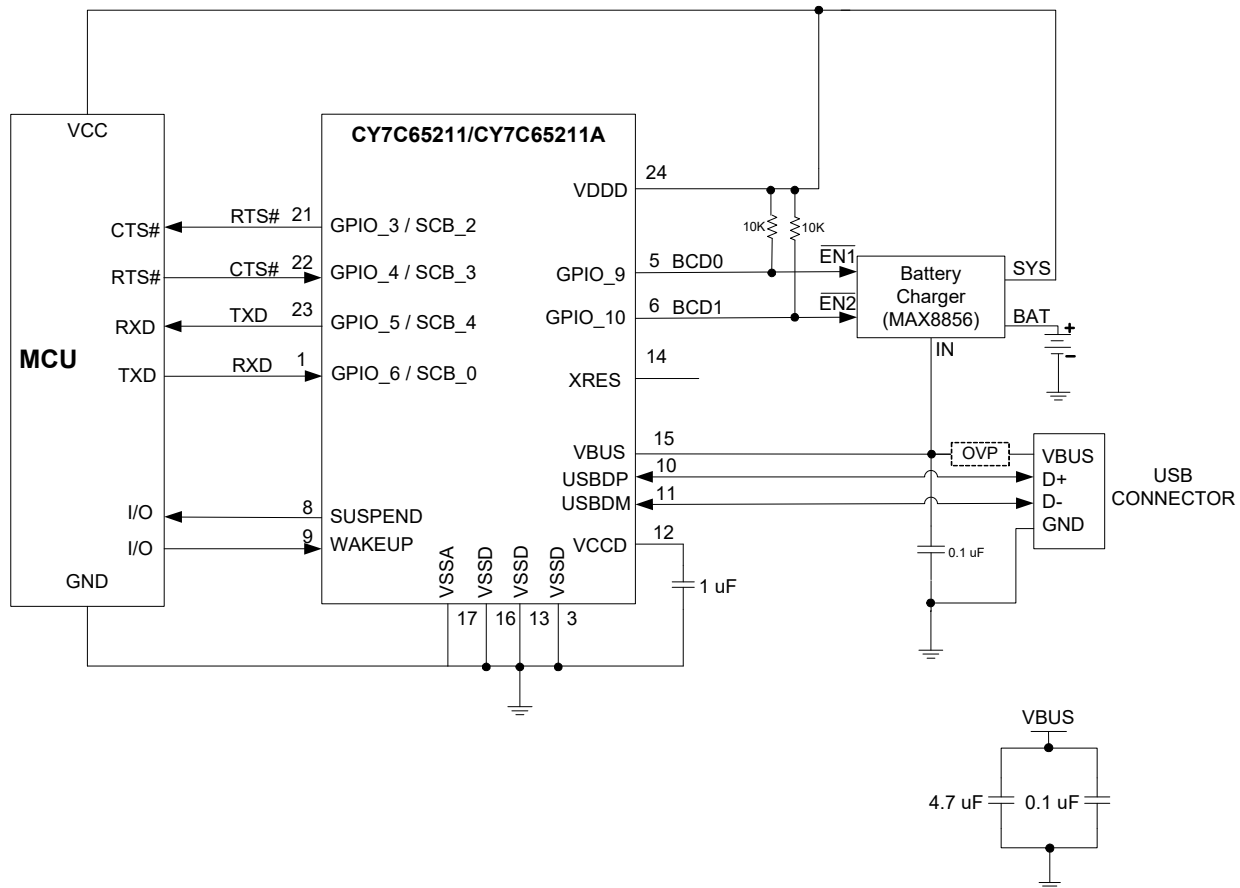 VCC
CTS#
RTS#
RXD
MCU
TXD
I/O
I/O
GND
RTS# 21
CTS# 22
TXD 23
RXD 1
8
9
CY7C65211/CY7C65211A
GPIO_3 / SCB_2
GPIO_4 / SCB_3
GPIO_5 / SCB_4
GPIO_6 / SCB_0
SUSPEND
WAKEUP
VSSA
VSSD
VSSD
VSSD
17
16
13
3
VDDD
GPIO_9
GPIO_10
XRES
VBUS
USBDP
USBDM
VCCD
24
10K
10K
5 BCD0
EN1
6 BCD1
EN2
14
15
10
11
12
1 uF
Battery
Charger
(MAX8856)
SYS
BAT
+
-
IN
OVP
0.1 uF
VBUS
D+
D-
GND
USB
CONNECTOR
VBUS
4.7 uF
0.1 uF